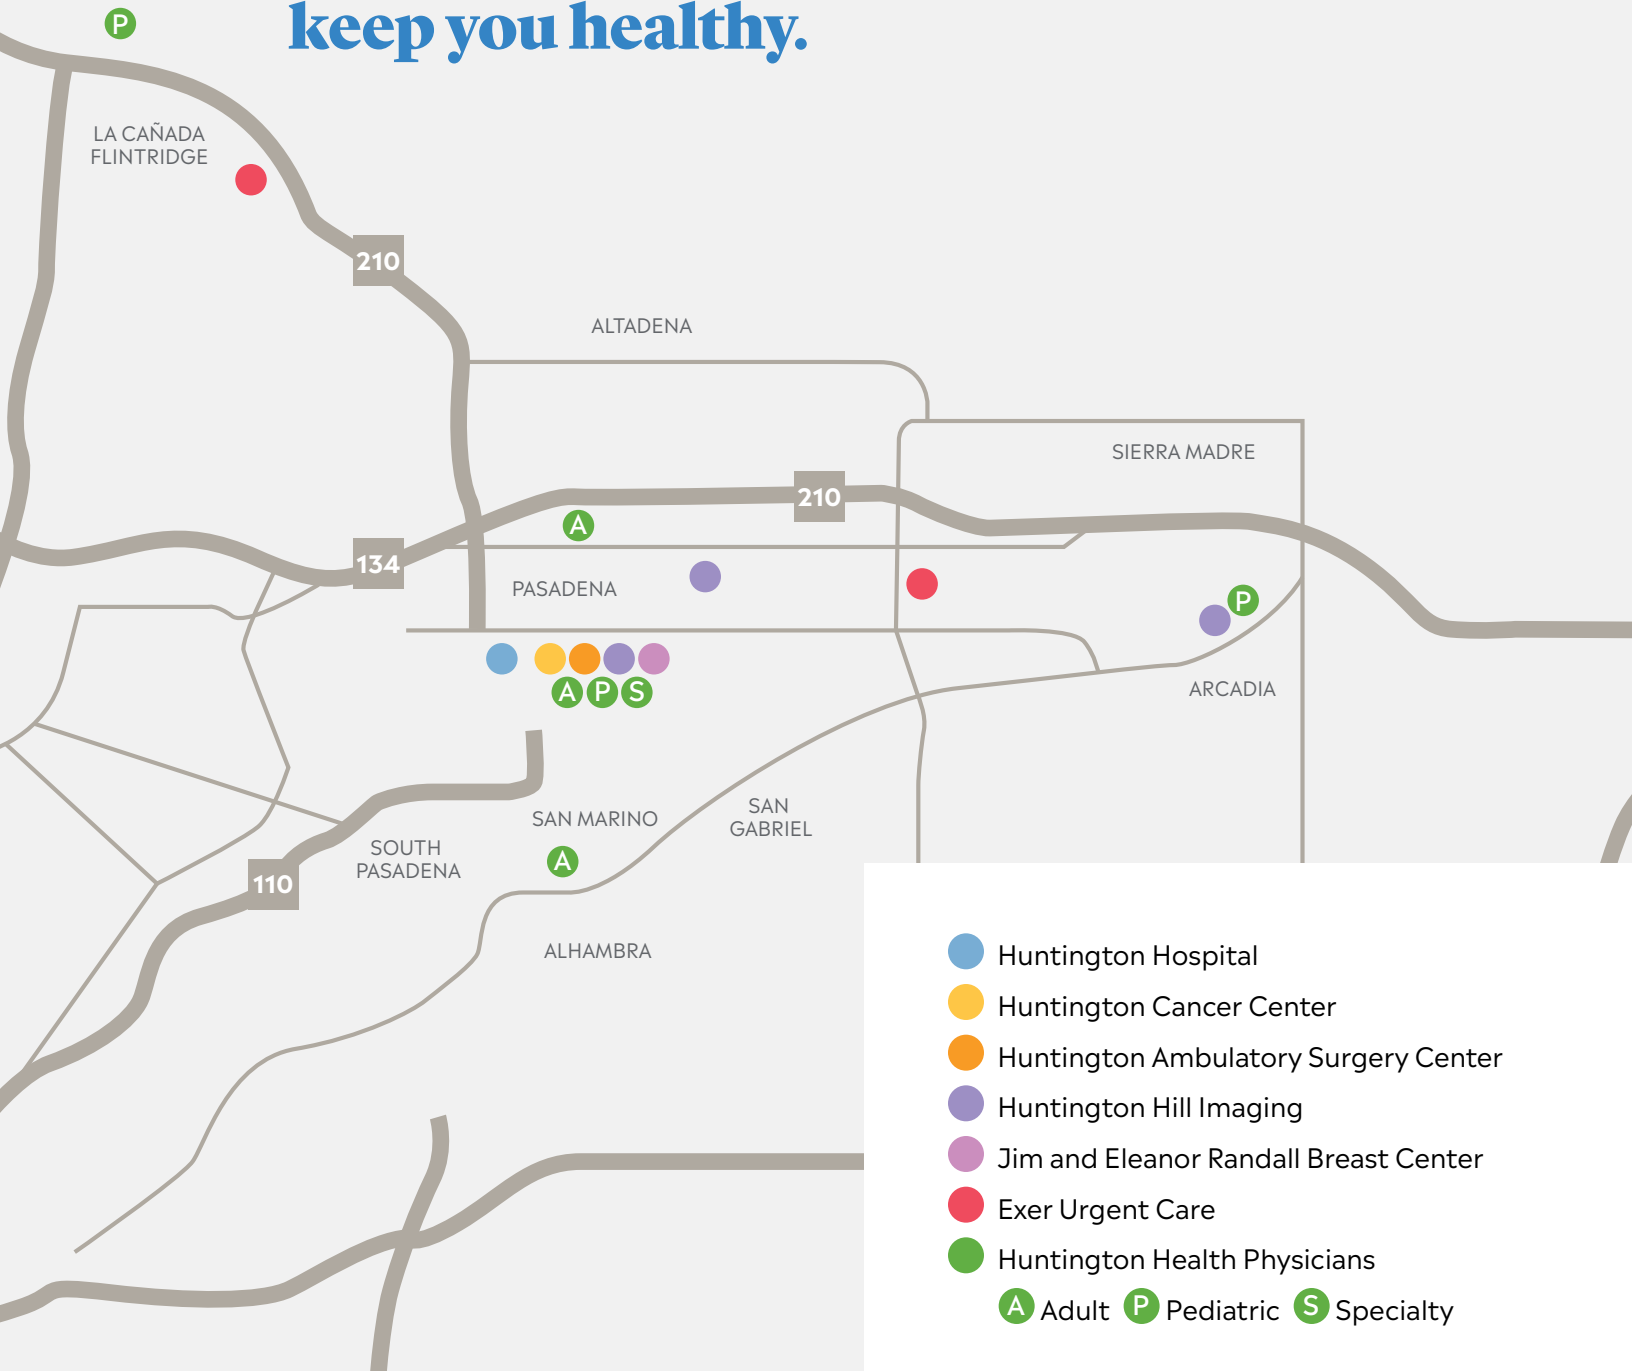 P
keep you healthy.
LA CAÑADA
FLINTRIDGE
210
ALTADENA
SIERRA MADRE
210
A
134
PASADENA
P
A P S
ARCADIA
SAN MARINO
SAN
GABRIEL
SOUTH
PASADENA
A
110
ALHAMBRA
Huntington Hospital
Huntington Cancer Center
Huntington Ambulatory Surgery Center
Huntington Hill Imaging
Jim and Eleanor Randall Breast Center
Exer Urgent Care
Huntington Health Physicians
A Adult P Pediatric S Specialty